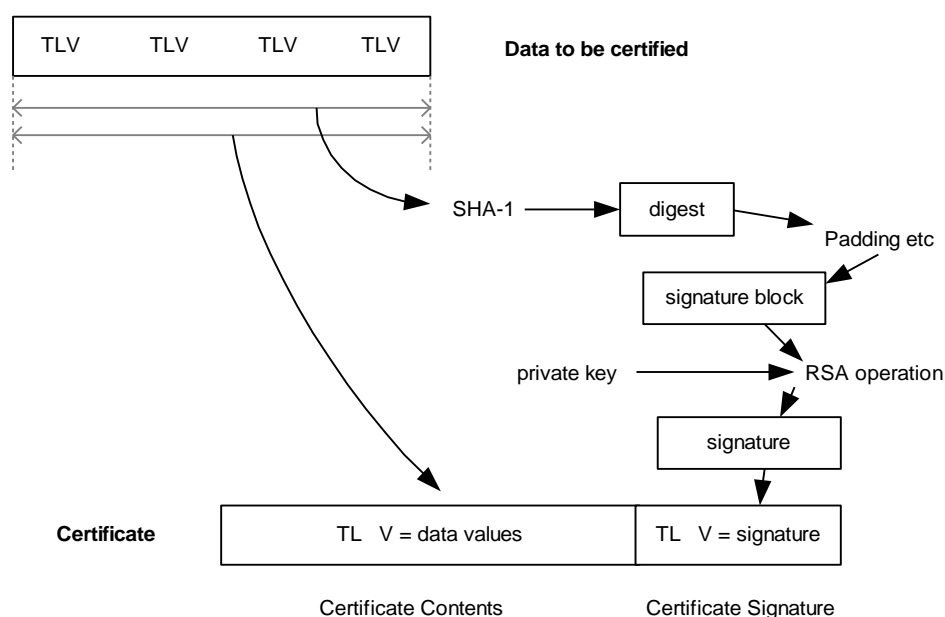 TLV TLV TLV TLV
Data to be certified
SHA-1
digest
Padding etc
signature block
private key
RSA operation
signature
Certificate
TL V = data values
TL V = signature
Certificate Contents
Certificate Signature